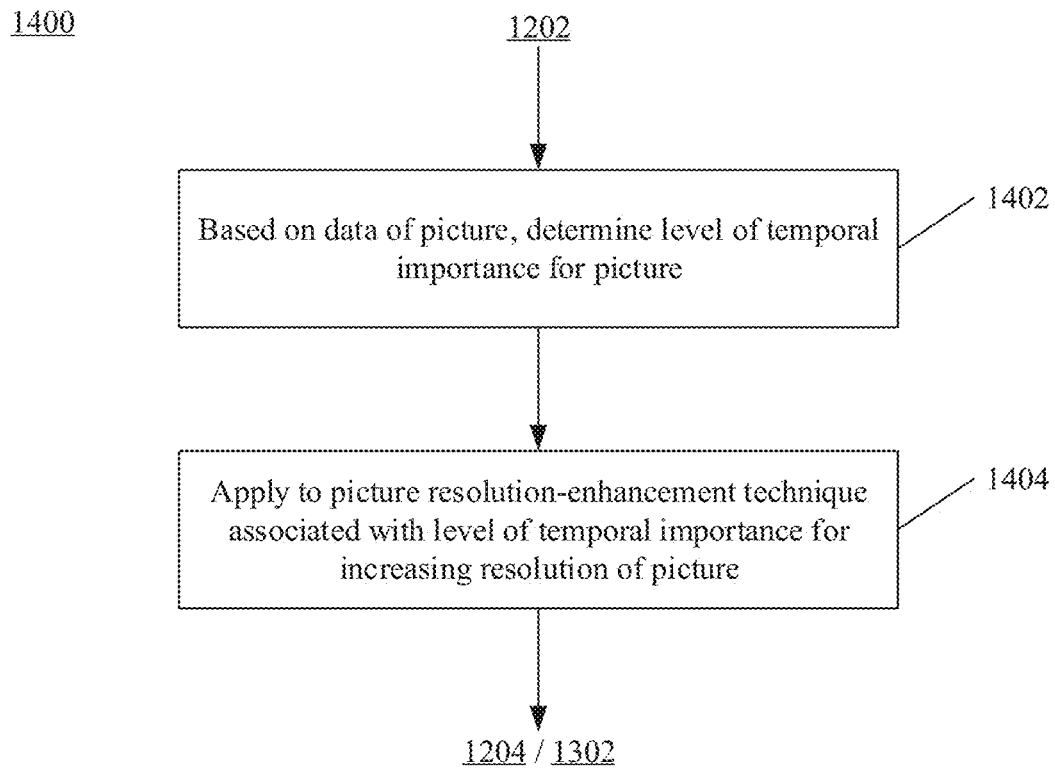 1400
1202
Based on data of picture, determine level of temporal
importance for picture
1402
Apply to picture resolution-enhancement technique
associated with level of temporal importance for
increasing resolution of picture
1404
1204 / 1302